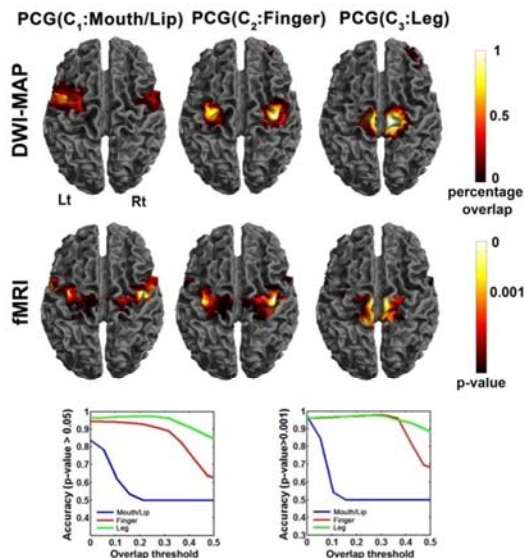 PCG(C₁:Mouth/Lip) PCG(C₂:Finger) PCG(C₃:Leg)
DWI-MAP
1
0.5
0
percentage
overlap
Lt Rt
fMRI
0
0.001
p-value
Accuracy (p-value > 0.05)
1
0.9
0.8
0.7
0.6
0.5
0.4
0.3
Mouth/Lip
Finger
Leg
0 0.1 0.2 0.3 0.4 0.5
Overlap threshold
Accuracy (p-value>0.001)
1
0.9
0.8
0.7
0.6
0.5
0.4
0.3
Mouth/Lip
Finger
Leg
0 0.1 0.2 0.3 0.4 0.5
Overlap threshold